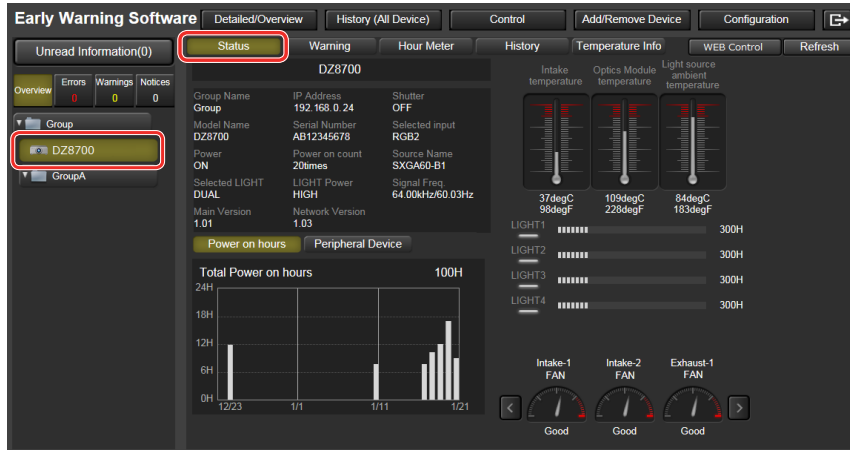 Early Warning Software
Detailed/Overview
History (All Device)
Control
Add/Remove Device
Configuration
Unread Information(0)
Status
Warning
Hour Meter
History
Temperature Info
WEB Control
Refresh
Overview
Errors
0
Warnings
0
Notices
0
Group
DZ8700
GroupA
DZ8700
Group Name
Group
IP Address
192.168.0.24
Shutter
OFF
Model Name
DZ8700
Serial Number
AB12345678
Selected input
RGB2
Power
ON
Power on count
20times
Source Name
SXGA60-B1
Selected LIGHT
DUAL
LIGHT Power
HIGH
Signal Freq.
64.00kHz/60.03Hz
Main Version
1.01
Network Version
1.03
Power on hours
Peripheral Device
Total Power on hours
100H
24H
18H
12H
6H
0H
12/23
1/1
1/11
1/21
Intake
temperature
Optics Module
temperature
Light source
ambient
temperature
37degC
98degF
109degC
228degF
84degC
183degF
LIGHT1
300H
LIGHT2
300H
LIGHT3
300H
LIGHT4
300H
Intake-1
FAN
Intake-2
FAN
Exhaust-1
FAN
<
>
Good
Good
Good